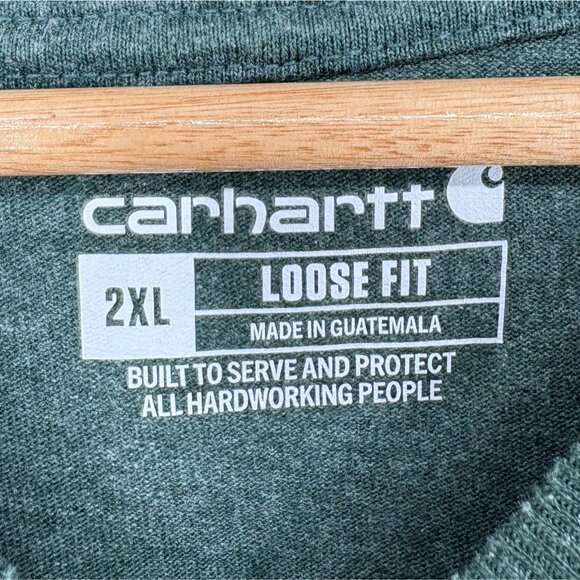 carhartt
2XL
LOOSE FIT
MADE IN GUATEMALA
BUILT TO SERVE AND PROTECT
ALL HARDWORKING PEOPLE